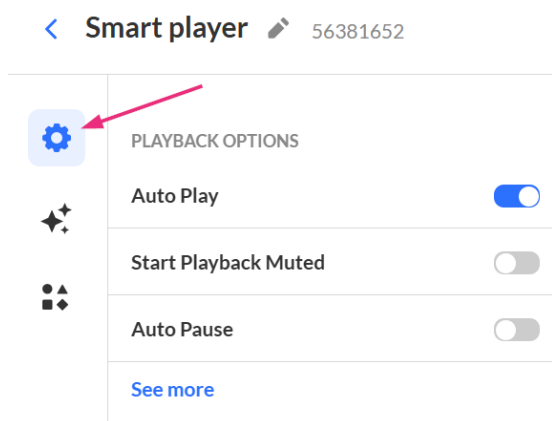 Smart player 56381652
PLAYBACK OPTIONS
Auto Play
Start Playback Muted
Auto Pause
See more